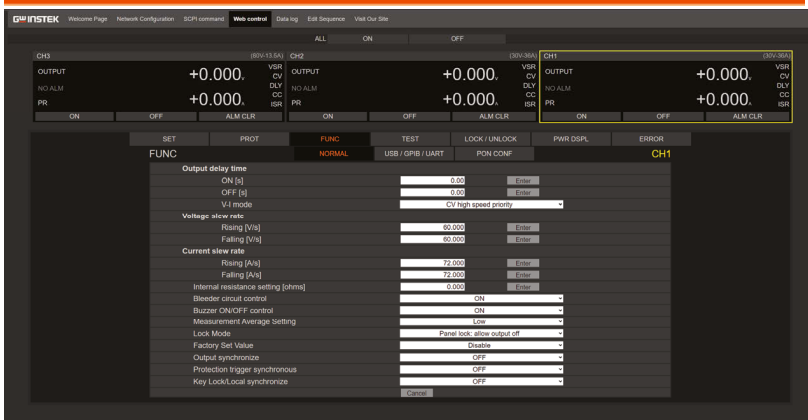 GW INSTEK Welcome Page Network Configuration SCPI command Web control Data log Edit Sequence Visit Our Site
ALL ON OFF
CH3 (80V-13.5A) CH2 (30V-36A) CH1 (30V-36A)
OUTPUT +0.000V VSR CV OUTPUT +0.000V VSR CV OUTPUT +0.000V VSR CV
NO ALM DLY NO ALM DLY NO ALM DLY
PR +0.000A CC ISR PR +0.000A CC ISR PR +0.000A CC ISR
ON OFF ALM CLR ON OFF ALM CLR ON OFF ALM CLR
SET PROT FUNC TEST LOCK / UNLOCK PWR DSPL ERROR
FUNC NORMAL USB / GPIB / UART PON CONF CH1
Output delay time
ON [s] 0.00 Enter
OFF [s] 0.00 Enter
V-I mode CV high speed priority
Voltage slew rate
Rising [V/s] 60.000 Enter
Falling [V/s] 60.000 Enter
Current slew rate
Rising [A/s] 72.000 Enter
Falling [A/s] 72.000 Enter
Internal resistance setting [ohms] 0.000 Enter
Bleeder circuit control ON
Buzzer ON/OFF control ON
Measurement Average Setting Low
Lock Mode Panel lock: allow output off
Factory Set Value Disable
Output synchronize OFF
Protection trigger synchronous OFF
Key Lock/Local synchronize OFF
Cancel